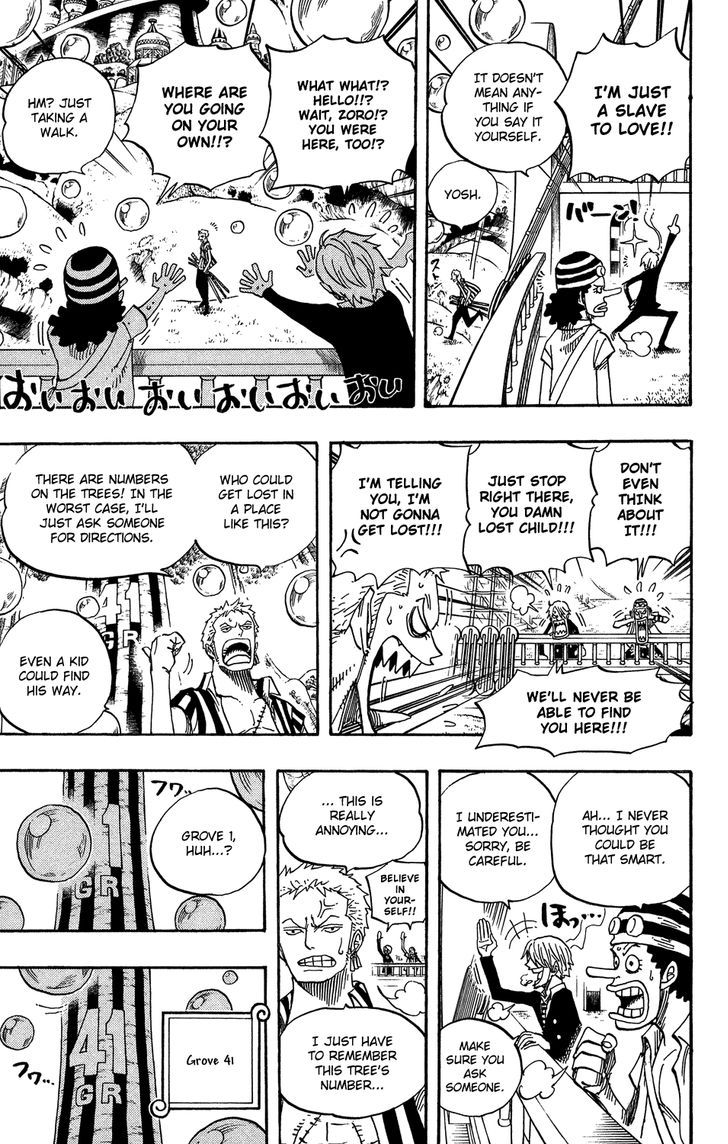 I'M JUST
A SLAVE
TO LOVE!!
IT DOESN'T
MEAN ANY-
THING IF
YOU SAY IT
YOURSELF.
YOSH.
バーン!
WHAT WHAT!?
HELLO!!?
WAIT, ZORO!?
YOU WERE
HERE, TOO!?
WHERE ARE
YOU GOING
ON YOUR
OWN!!?
HM? JUST
TAKING A
WALK.
おいおいおいおいおいおい
DON'T
EVEN
THINK
ABOUT
IT!!!
JUST STOP
RIGHT THERE,
YOU DAMN
LOST CHILD!!!
I'M TELLING
YOU, I'M
NOT GONNA
GET LOST!!!
WE'LL NEVER BE
ABLE TO FIND
YOU HERE!!!
WHO COULD
GET LOST IN
A PLACE
LIKE THIS?
THERE ARE NUMBERS
ON THE TREES! IN THE
WORST CASE, I'LL
JUST ASK SOMEONE
FOR DIRECTIONS.
41
GR
EVEN A KID
COULD FIND
HIS WAY.
AH... I NEVER
THOUGHT YOU
COULD BE
THAT SMART.
I UNDERESTI-
MATED YOU...
SORRY, BE
CAREFUL.
ほっ...
MAKE
SURE YOU
ASK
SOMEONE.
... THIS IS
REALLY
ANNOYING...
BELIEVE
IN
YOUR-
SELF!!
I JUST HAVE
TO REMEMBER
THIS TREE'S
NUMBER...
フワッ...
GROVE 1,
HUH...?
1
GR
41
GR
Grove 41
フワッ...